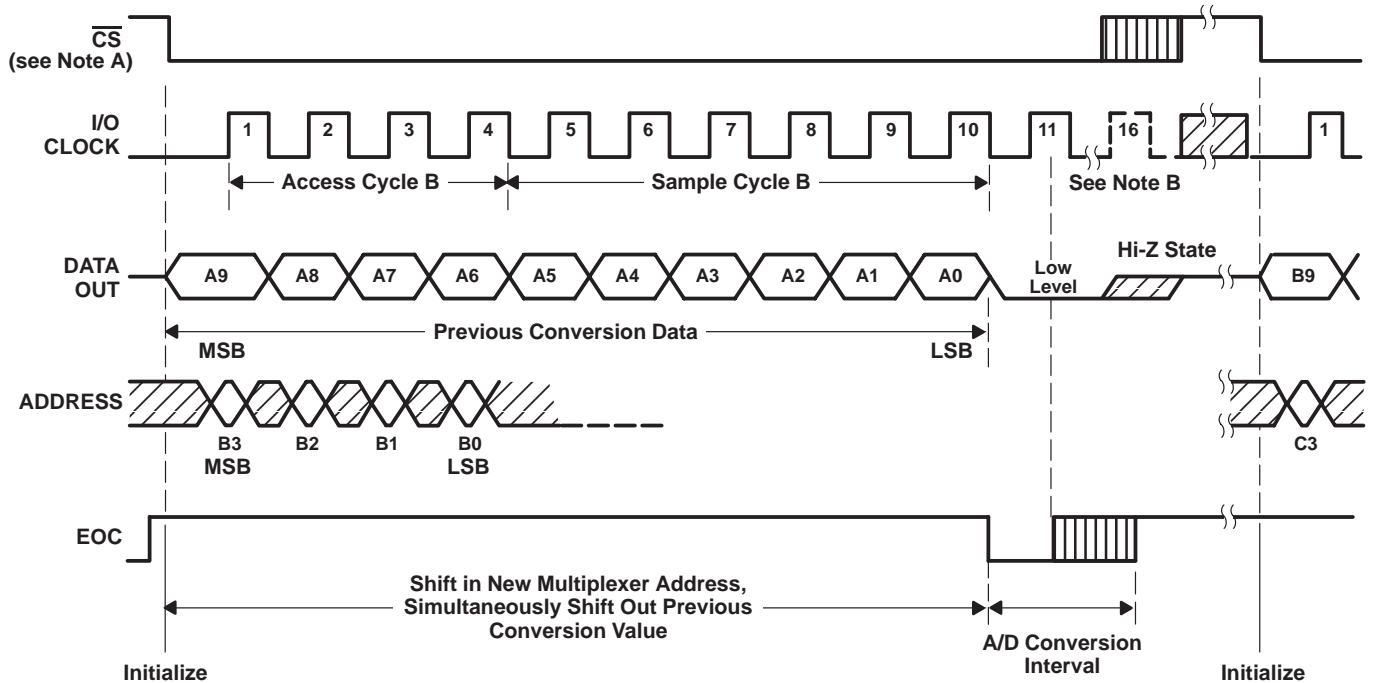 CS
(see Note A)
I/O
CLOCK
1 2 3 4 5 6 7 8 9 10 11 16 1
Access Cycle B
Sample Cycle B
See Note B
DATA
OUT
A9 A8 A7 A6 A5 A4 A3 A2 A1 A0
Low
Level
Hi-Z State
B9
Previous Conversion Data
MSB
LSB
ADDRESS
B3
MSB
B2
B1
B0
LSB
C3
EOC
Shift in New Multiplexer Address,
Simultaneously Shift Out Previous
Conversion Value
A/D Conversion
Interval
Initialize
Initialize